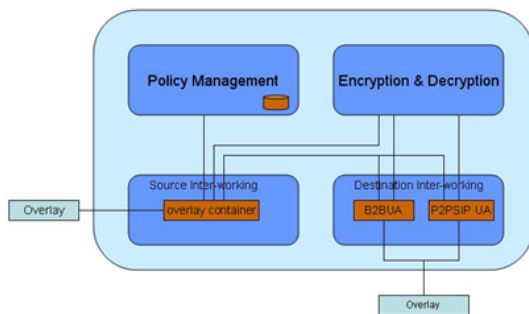 Policy Management
Encryption & Decryption
Source Inter-working
Destination Inter-working
Overlay
overlay container
B2BUA
P2PSIP UA
Overlay